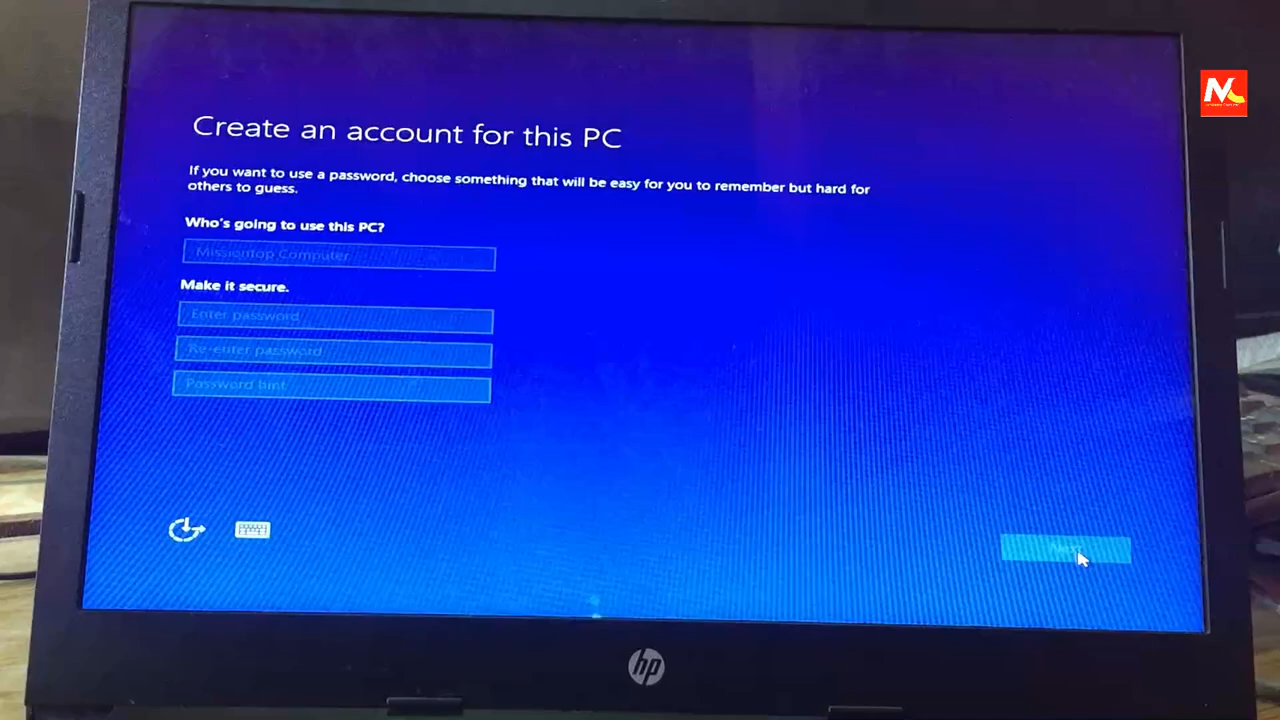 Create an account for this PC
If you want to use a password, choose something that will be easy for you to remember but hard for
others to guess.
Who's going to use this PC?
Missiontop Computer
Make it secure.
Enter password
Re-enter password
Password hint
Next
hp